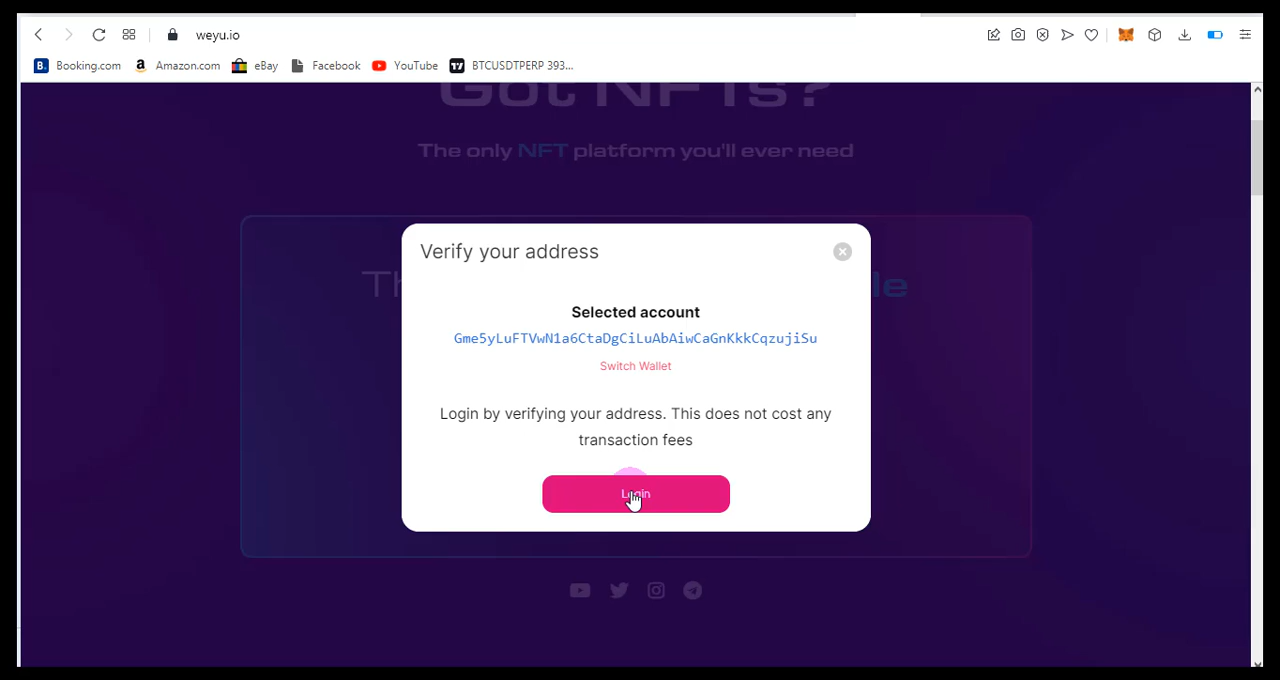 weyu.io
Booking.com Amazon.com eBay Facebook YouTube BTCUSDTPERP 393...
Got NFTs?
The only NFT platform you'll ever need
Verify your address
Selected account
Gme5yLuFTVwN1a6CtaDgCiLuAbAiwCaGnKkkCqzujiSu
Switch Wallet
Login by verifying your address. This does not cost any
transaction fees
Login